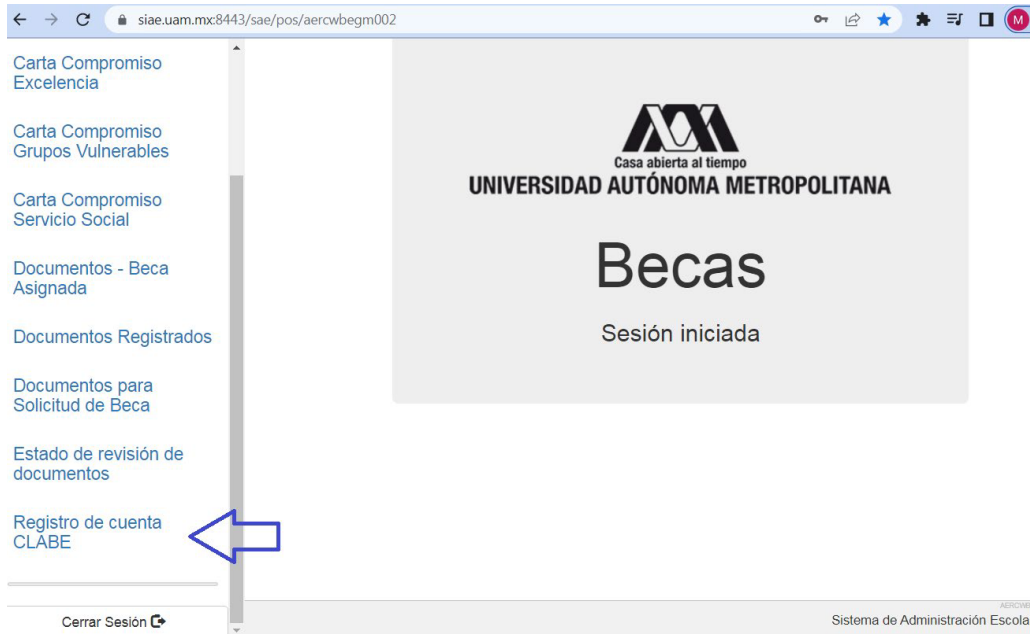 siae.uam.mx:8443/sae/pos/aercwbegm002
M
Carta Compromiso
Excelencia
Carta Compromiso
Grupos Vulnerables
Carta Compromiso
Servicio Social
Documentos - Beca
Asignada
Documentos Registrados
Documentos para
Solicitud de Beca
Estado de revisión de
documentos
Registro de cuenta
CLABE
Cerrar Sesión
Casa abierta al tiempo
UNIVERSIDAD AUTÓNOMA METROPOLITANA
Becas
Sesión iniciada
AERCWB
Sistema de Administración Escola